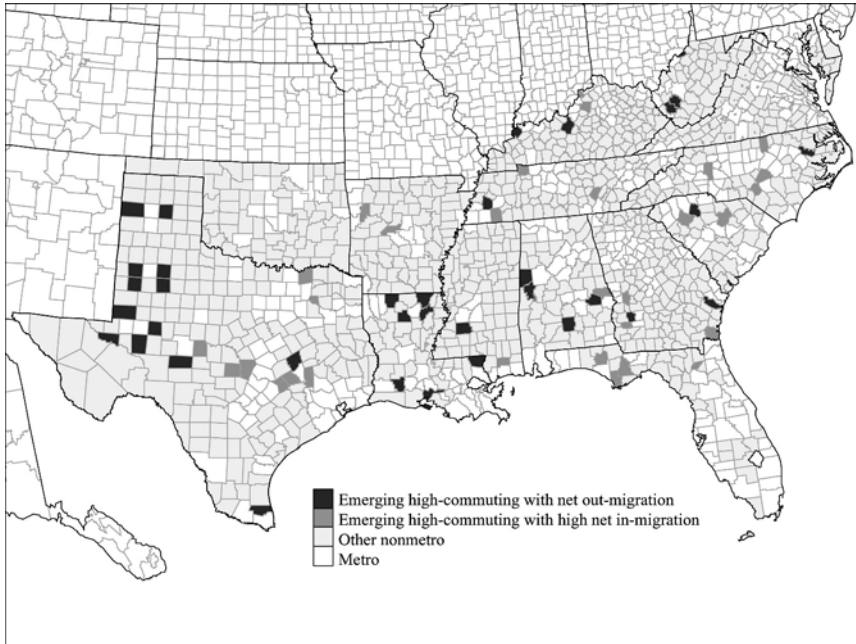 Emerging high-commuting with net out-migration
Emerging high-commuting with high net in-migration
Other nonmetro
Metro